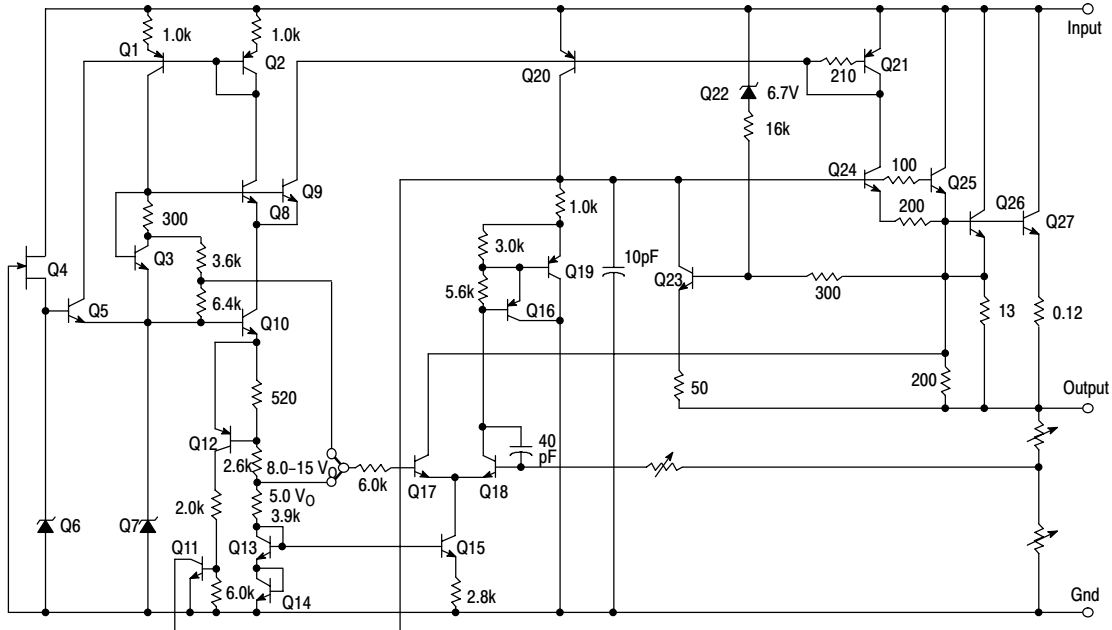 Input
1.0k
1.0k
Q1
Q2
Q20
Q21
210
Q22
6.7V
16k
Q9
Q8
Q24
100
Q25
200
Q26
Q27
300
1.0k
Q3
3.6k
3.0k
Q19
10pF
Q4
6.4k
5.6k
Q16
Q23
300
Q5
Q10
13
0.12
520
50
200
Output
Q12
2.6k
8.0–15 VO
40
pF
6.0k
Q17
Q18
2.0k
5.0 VO
3.9k
Q6
Q7
Q11
Q13
Q15
6.0k
Q14
2.8k
Gnd